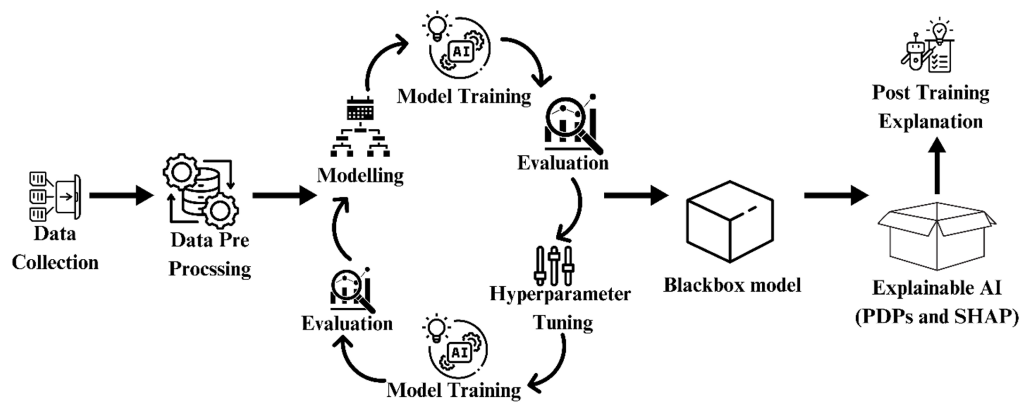 Data
Collection
Data Pre
Procssing
Modelling
AI
Model Training
Evaluation
Hyperparameter
Tuning
AI
Model Training
Evaluation
Blackbox model
Explainable AI
(PDPs and SHAP)
Post Training
Explanation